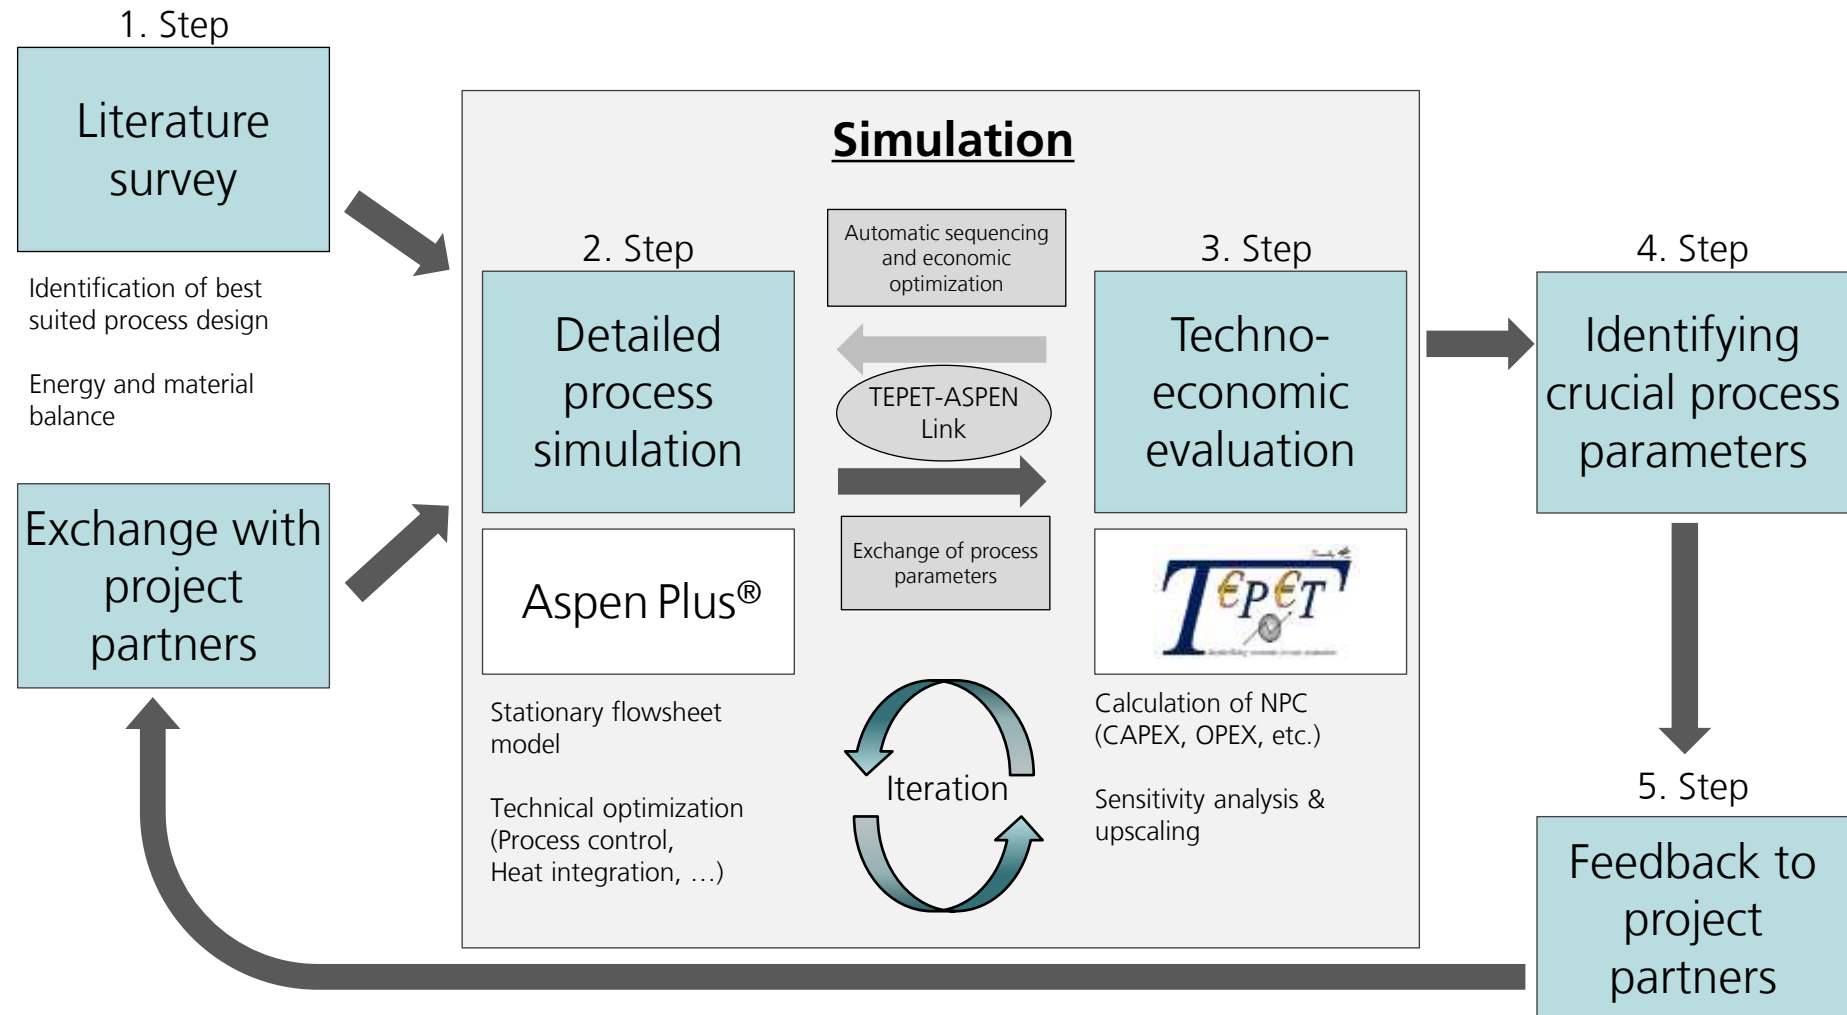 1. Step
Literature
survey
Identification of best
suited process design
Energy and material
balance
Exchange with
project
partners
Simulation
2. Step
Detailed
process
simulation
Aspen Plus®
Stationary flowsheet
model
Technical optimization
(Process control,
Heat integration, …)
Automatic sequencing
and economic
optimization
TEPET-ASPEN
Link
Exchange of process
parameters
Iteration
3. Step
Techno-
economic
evaluation
T€P€T
Calculation of NPC
(CAPEX, OPEX, etc.)
Sensitivity analysis &
upscaling
4. Step
Identifying
crucial process
parameters
5. Step
Feedback to
project
partners